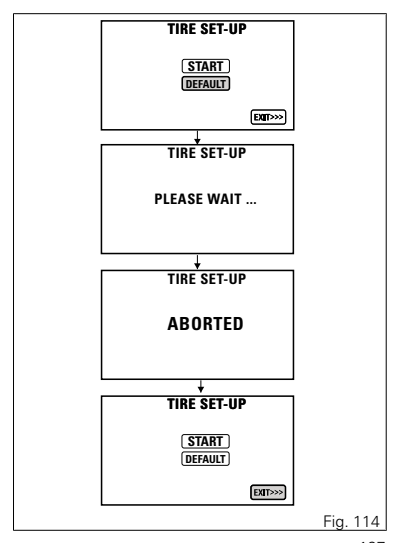 TIRE SET-UP
START
DEFAULT
EXIT>>>
TIRE SET-UP
PLEASE WAIT ...
TIRE SET-UP
ABORTED
TIRE SET-UP
START
DEFAULT
EXIT>>>
Fig. 114